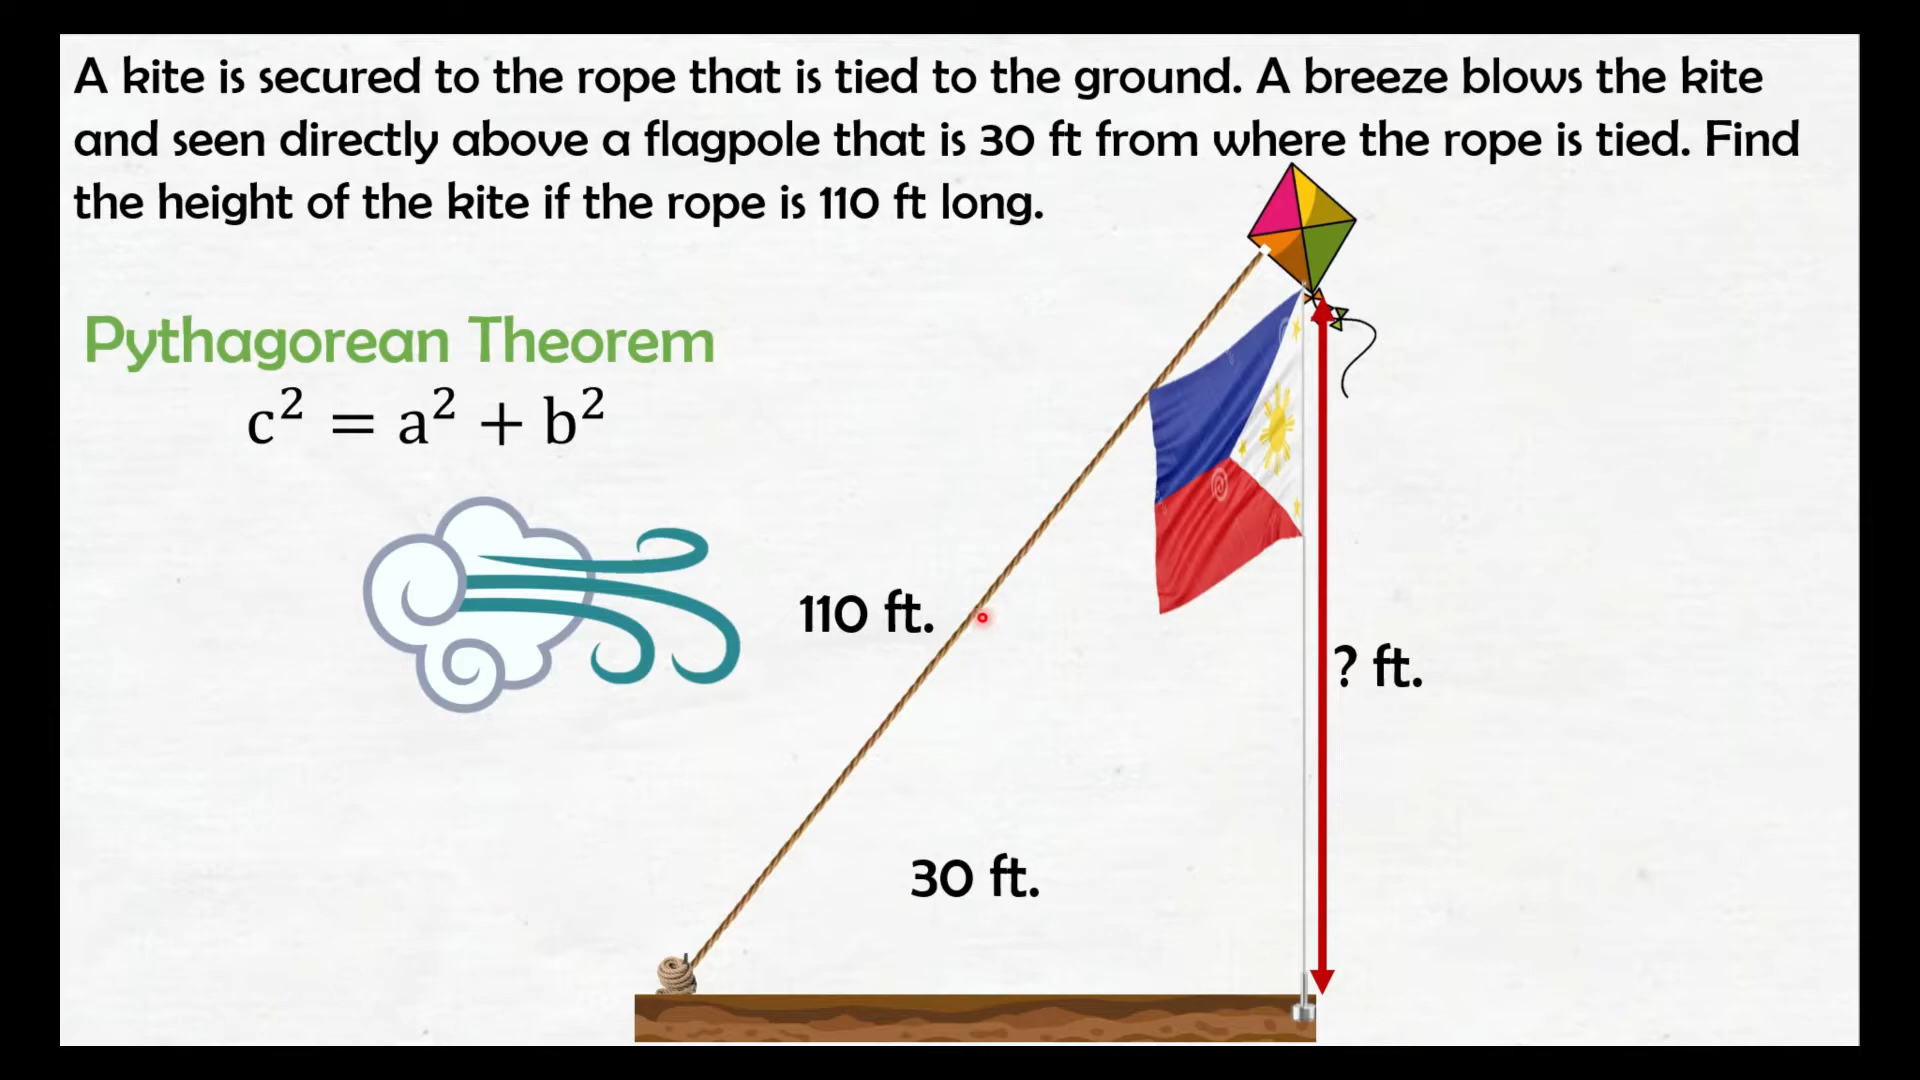 A kite is secured to the rope that is tied to the ground. A breeze blows the kite
and seen directly above a flagpole that is 30 ft from where the rope is tied. Find
the height of the kite if the rope is 110 ft long.
Pythagorean Theorem
c² = a² + b²
110 ft.
? ft.
30 ft.